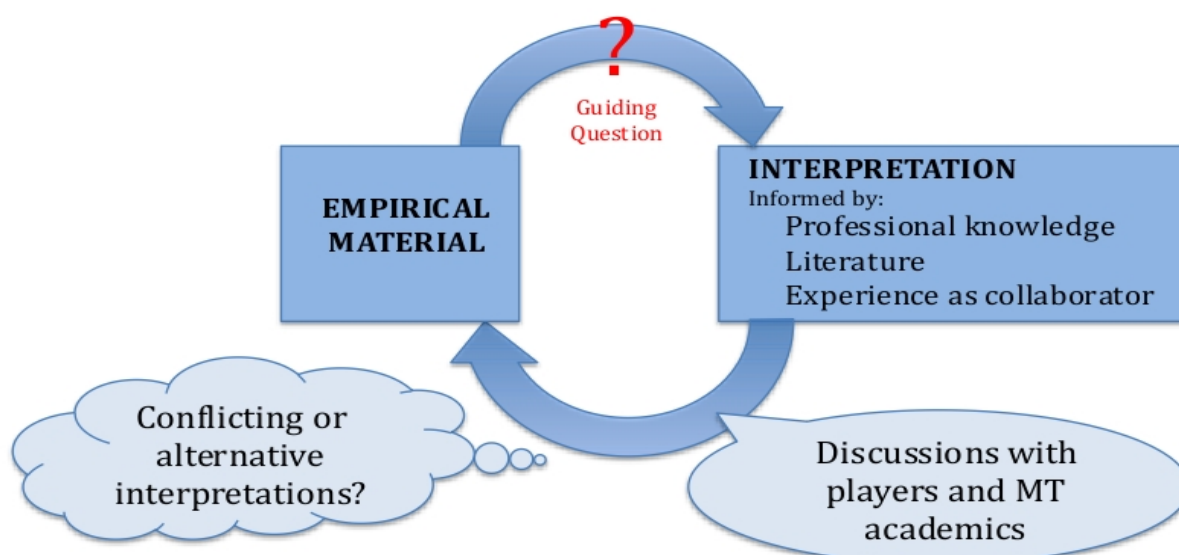 ?
Guiding
Question
EMPIRICAL
MATERIAL
INTERPRETATION
Informed by:
Professional knowledge
Literature
Experience as collaborator
Conflicting or
alternative
interpretations?
Discussions with
players and MT
academics